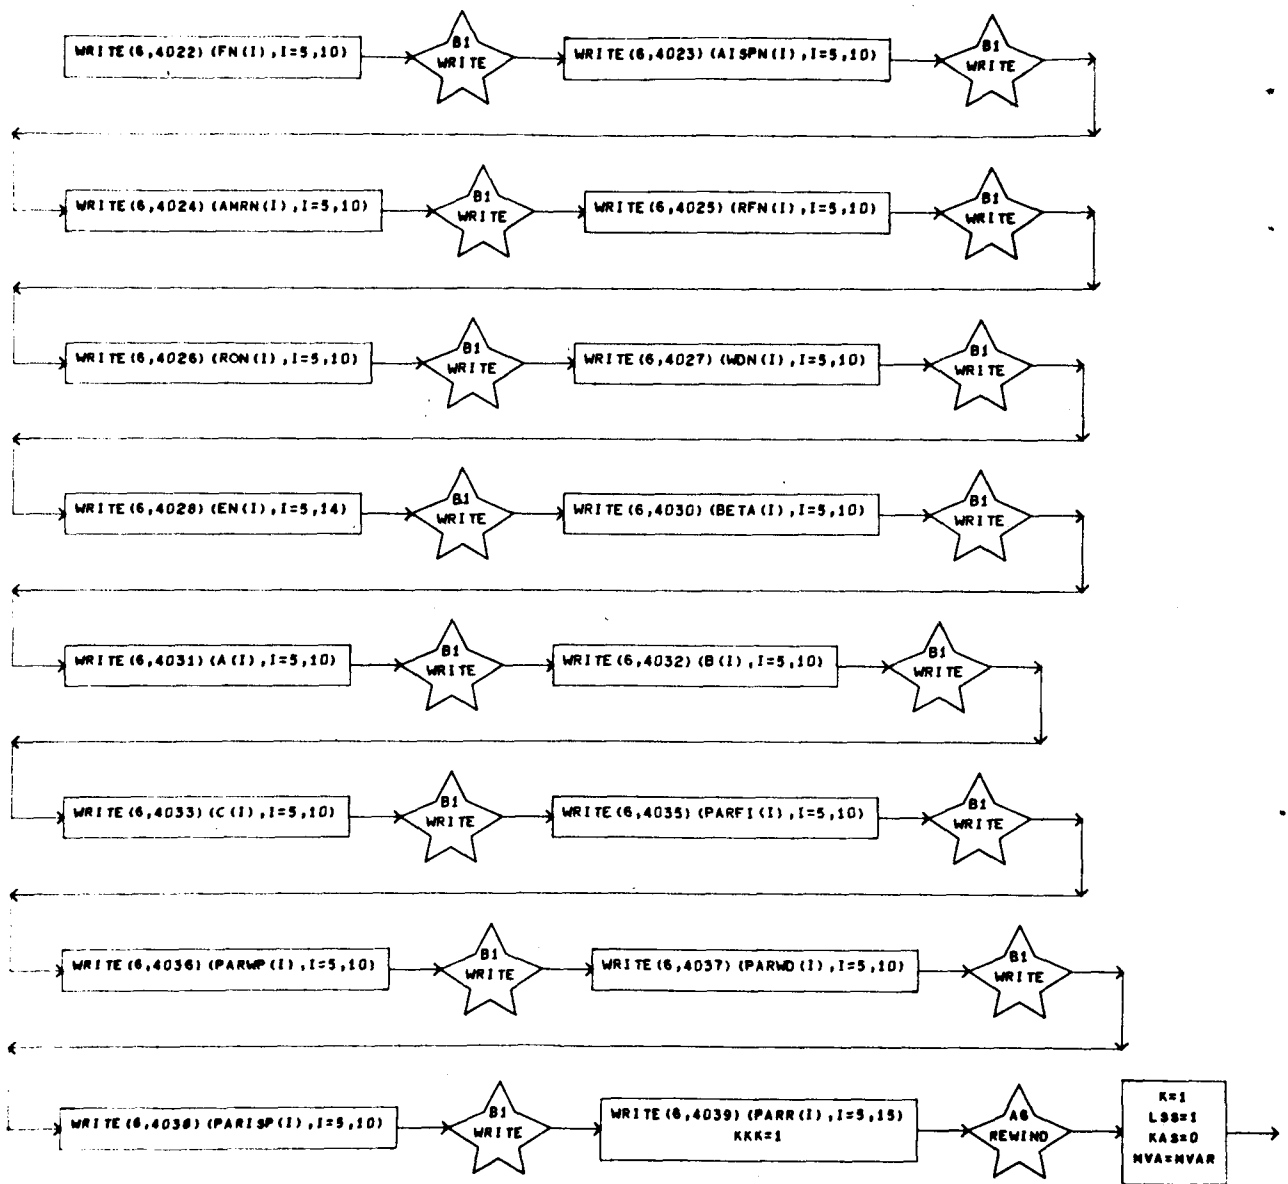 WRITE(6,4022)(FN(I),I=5,10)
B1
WRITE
WRITE(6,4023)(AISPN(I),I=5,10)
B1
WRITE
WRITE(6,4024)(AMRN(I),I=5,10)
B1
WRITE
WRITE(6,4025)(RFN(I),I=5,10)
B1
WRITE
WRITE(6,4026)(RON(I),I=5,10)
B1
WRITE
WRITE(6,4027)(WDN(I),I=5,10)
B1
WRITE
WRITE(6,4028)(EN(I),I=5,14)
B1
WRITE
WRITE(6,4030)(BETA(I),I=5,10)
B1
WRITE
WRITE(6,4031)(A(I),I=5,10)
B1
WRITE
WRITE(6,4032)(B(I),I=5,10)
B1
WRITE
WRITE(6,4033)(C(I),I=5,10)
B1
WRITE
WRITE(6,4035)(PARFI(I),I=5,10)
B1
WRITE
WRITE(6,4036)(PARWP(I),I=5,10)
B1
WRITE
WRITE(6,4037)(PARWD(I),I=5,10)
B1
WRITE
WRITE(6,4038)(PARISP(I),I=5,10)
B1
WRITE
WRITE(6,4039)(PARR(I),I=5,15)
KKK=1
A6
REWIND
K=1
LSS=1
KAS=0
MVA=MVAR